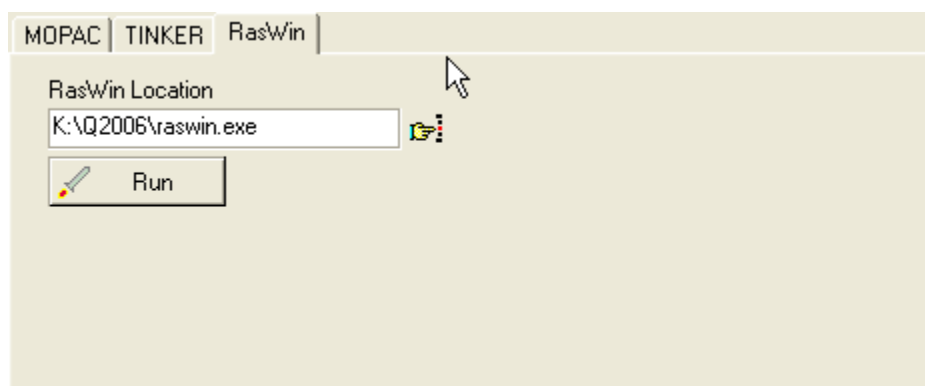 MOPAC TINKER RasWin
RasWin Location
K:\Q2006\raswin.exe
Run